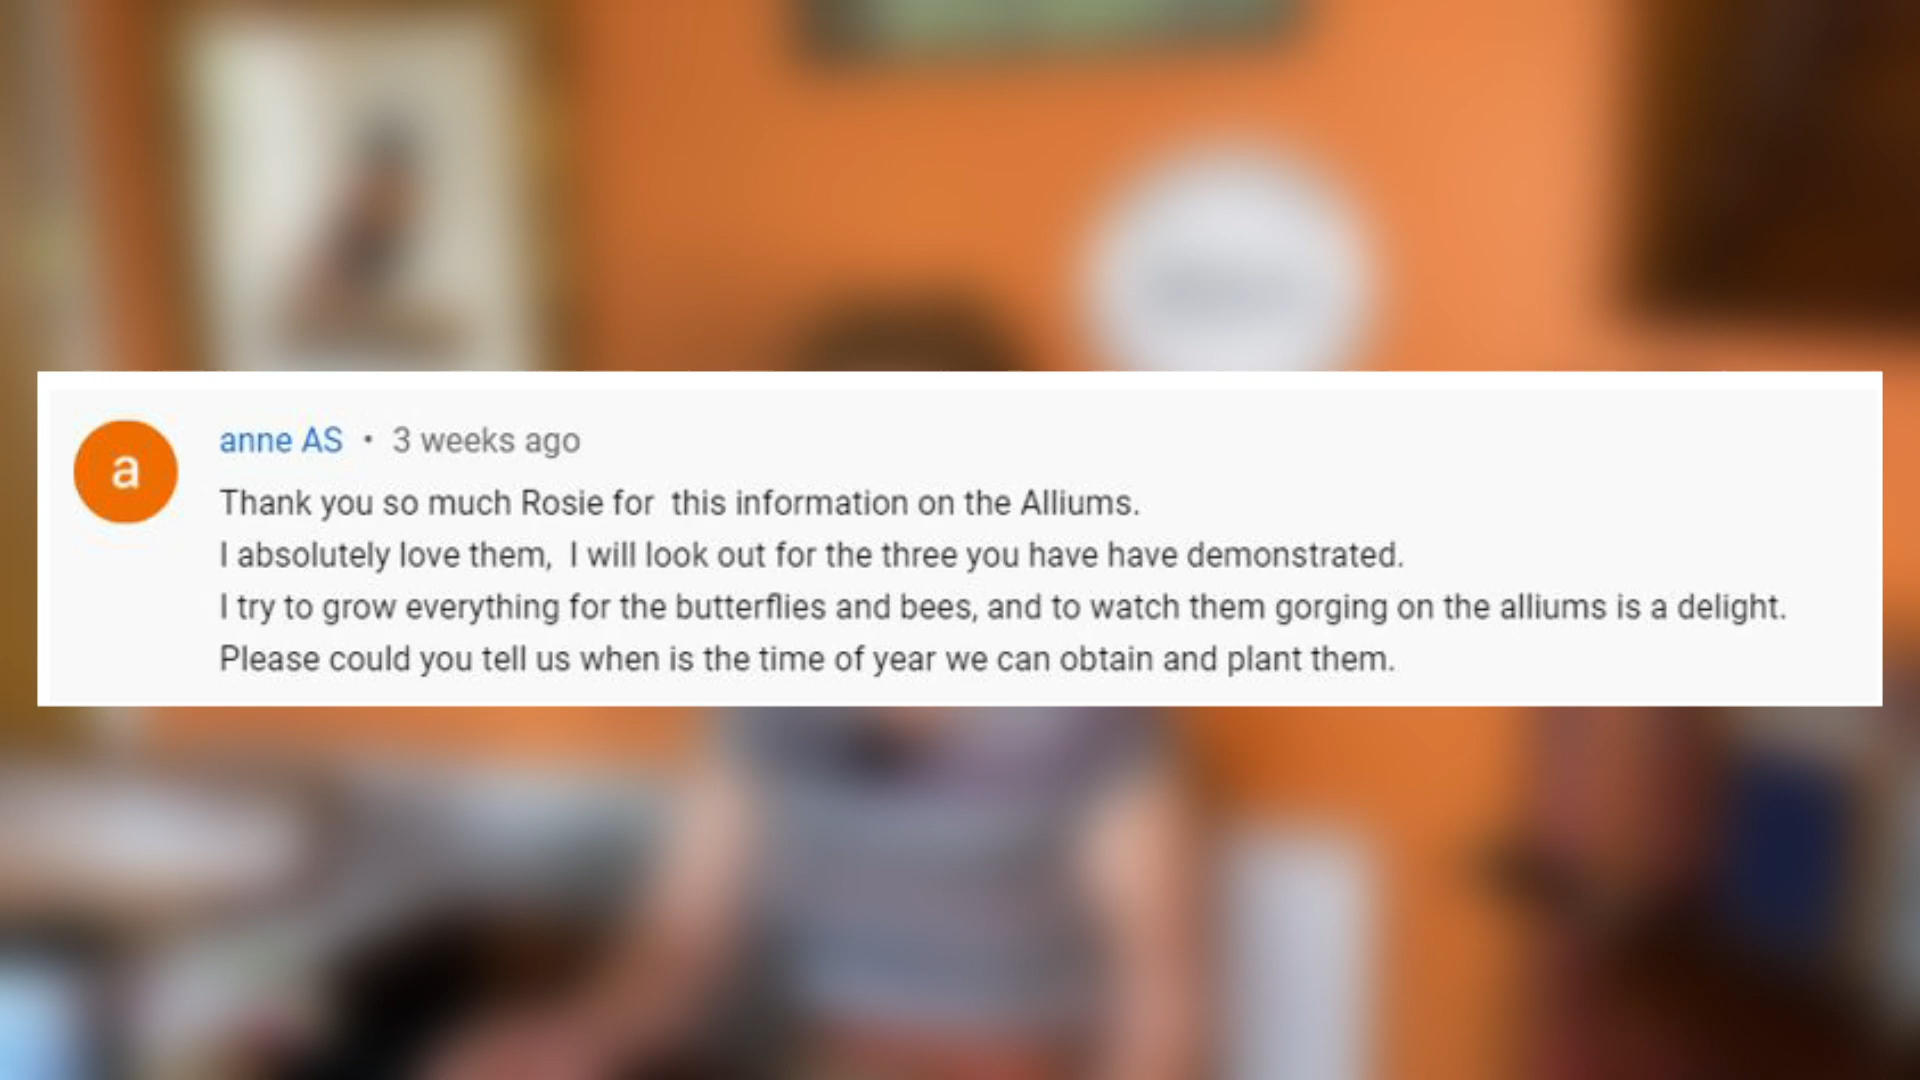 a
anne AS • 3 weeks ago
Thank you so much Rosie for  this information on the Alliums.
I absolutely love them,  I will look out for the three you have have demonstrated.
I try to grow everything for the butterflies and bees, and to watch them gorging on the alliums is a delight.
Please could you tell us when is the time of year we can obtain and plant them.